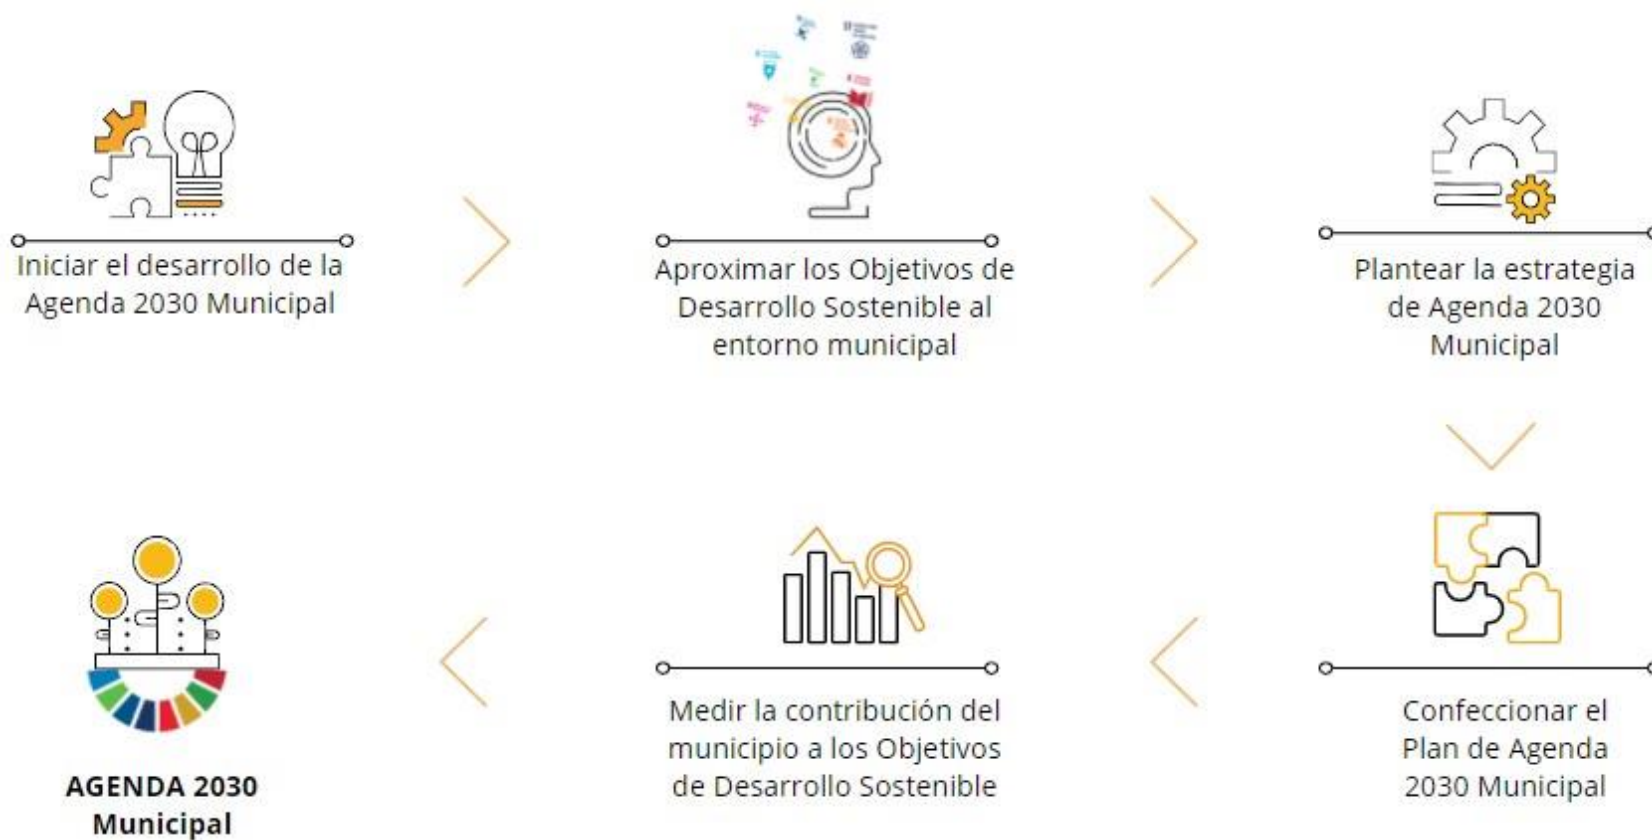 Iniciar el desarrollo de la
Agenda 2030 Municipal
Aproximar los Objetivos de
Desarrollo Sostenible al
entorno municipal
Plantear la estrategia
de Agenda 2030
Municipal
Confeccionar el
Plan de Agenda
2030 Municipal
Medir la contribución del
municipio a los Objetivos
de Desarrollo Sostenible
AGENDA 2030
Municipal